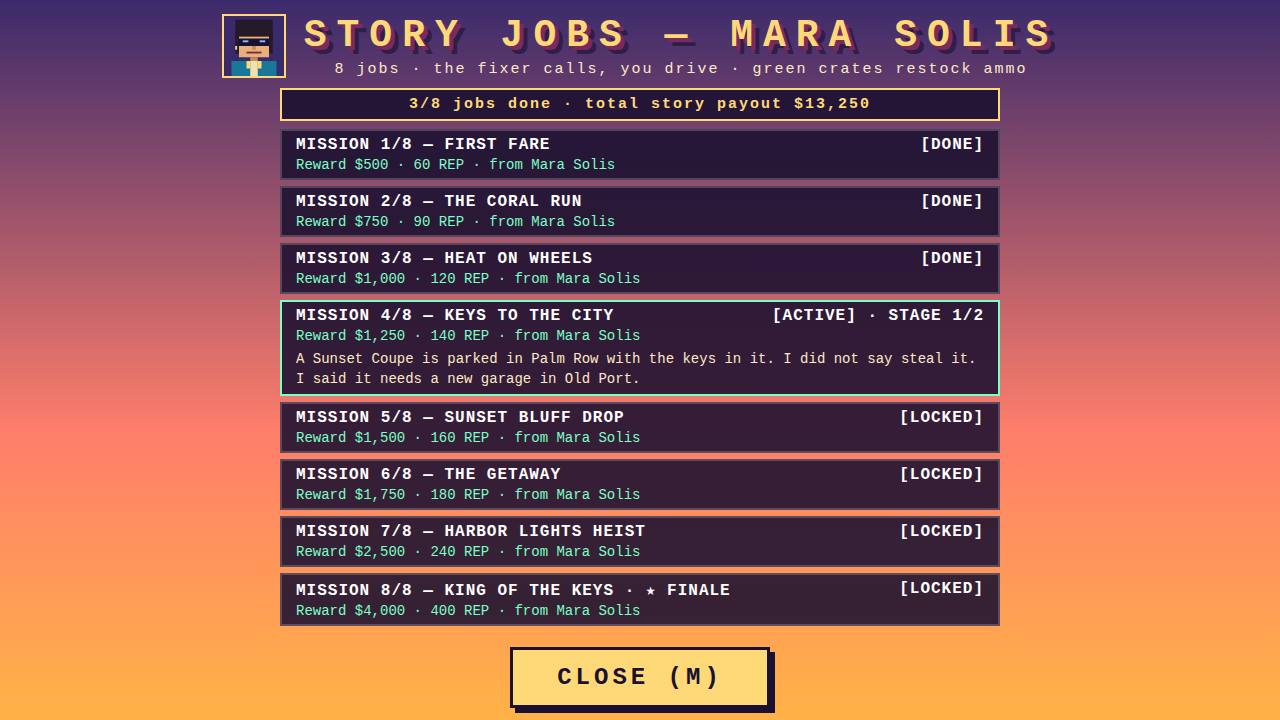 STORY JOBS — MARA SOLIS
8 jobs · the fixer calls, you drive · green crates restock ammo
3/8 jobs done · total story payout $13,250
MISSION 1/8 — FIRST FARE [DONE]
Reward $500 · 60 REP · from Mara Solis
MISSION 2/8 — THE CORAL RUN [DONE]
Reward $750 · 90 REP · from Mara Solis
MISSION 3/8 — HEAT ON WHEELS [DONE]
Reward $1,000 · 120 REP · from Mara Solis
MISSION 4/8 — KEYS TO THE CITY [ACTIVE] · STAGE 1/2
Reward $1,250 · 140 REP · from Mara Solis
A Sunset Coupe is parked in Palm Row with the keys in it. I did not say steal it.
I said it needs a new garage in Old Port.
MISSION 5/8 — SUNSET BLUFF DROP [LOCKED]
Reward $1,500 · 160 REP · from Mara Solis
MISSION 6/8 — THE GETAWAY [LOCKED]
Reward $1,750 · 180 REP · from Mara Solis
MISSION 7/8 — HARBOR LIGHTS HEIST [LOCKED]
Reward $2,500 · 240 REP · from Mara Solis
MISSION 8/8 — KING OF THE KEYS · ★ FINALE [LOCKED]
Reward $4,000 · 400 REP · from Mara Solis
CLOSE (M)